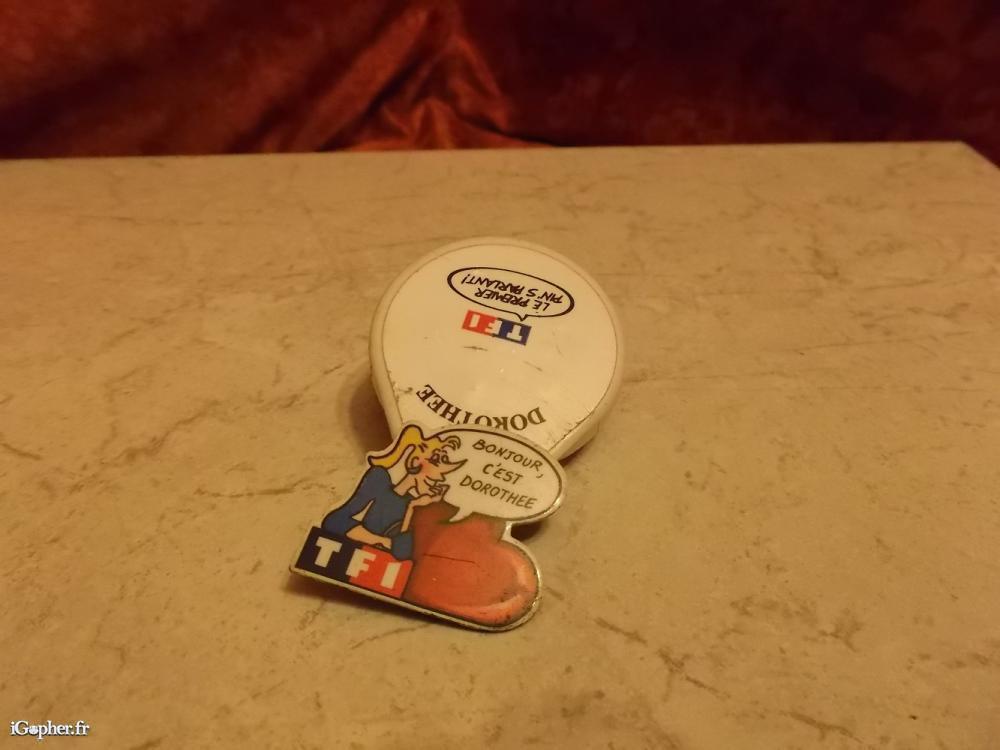 LE PREMIER
PIN'S PARLANT!
TF1
DOROTHEE
BONJOUR,
C'EST
DOROTHEE
TF1
iGopher.fr